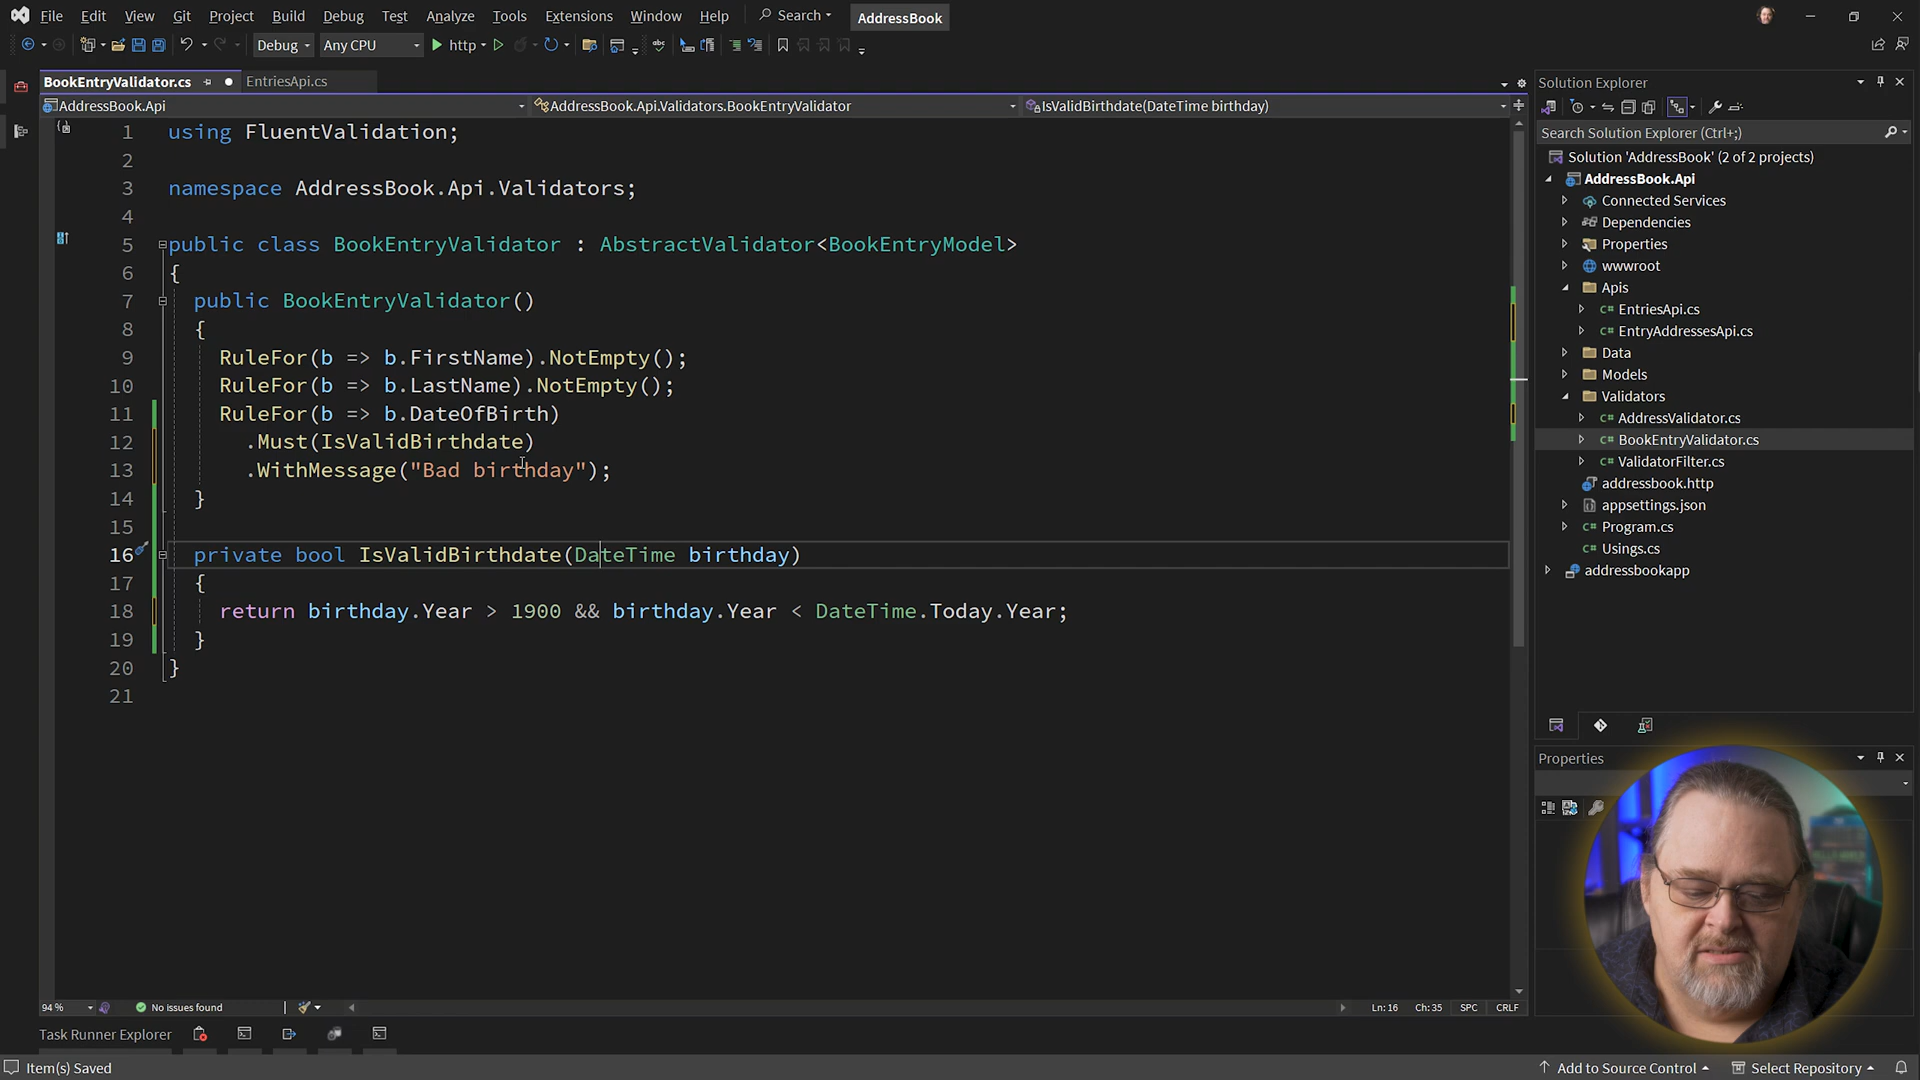 File Edit View Git Project Build Debug Test Analyze Tools Extensions Window Help Search AddressBook
Debug Any CPU http
BookEntryValidator.cs EntriesApi.cs
AddressBook.Api AddressBook.Api.Validators.BookEntryValidator IsValidBirthdate(DateTime birthday)
1 using FluentValidation;
2
3 namespace AddressBook.Api.Validators;
4
5 public class BookEntryValidator : AbstractValidator<BookEntryModel>
6 {
7 public BookEntryValidator()
8 {
9 RuleFor(b => b.FirstName).NotEmpty();
10 RuleFor(b => b.LastName).NotEmpty();
11 RuleFor(b => b.DateOfBirth)
12 .Must(IsValidBirthdate)
13 .WithMessage("Bad birthday");
14 }
15
16 private bool IsValidBirthdate(DateTime birthday)
17 {
18 return birthday.Year > 1900 && birthday.Year < DateTime.Today.Year;
19 }
20 }
21
94 % No issues found Ln: 16 Ch: 35 SPC CRLF
Task Runner Explorer
Item(s) Saved Add to Source Control Select Repository
Solution Explorer
Search Solution Explorer (Ctrl+;)
Solution 'AddressBook' (2 of 2 projects)
AddressBook.Api
Connected Services
Dependencies
Properties
wwwroot
Apis
C# EntriesApi.cs
C# EntryAddressesApi.cs
Data
Models
Validators
C# AddressValidator.cs
C# BookEntryValidator.cs
C# ValidatorFilter.cs
addressbook.http
appsettings.json
C# Program.cs
C# Usings.cs
addressbookapp
Properties